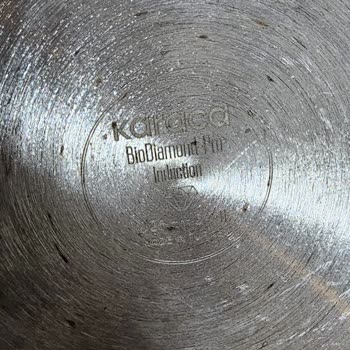 karaca
BioDiamond Pro
Induction